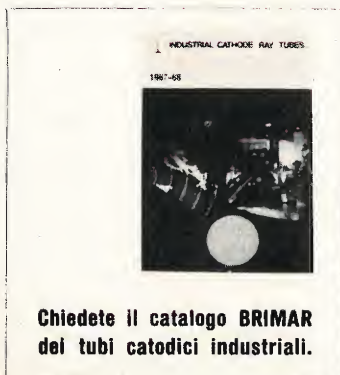 INDUSTRIAL CATHODE RAY TUBES
1967-68
Chiedete il catalogo BRIMAR
dei tubi catodici industriali.